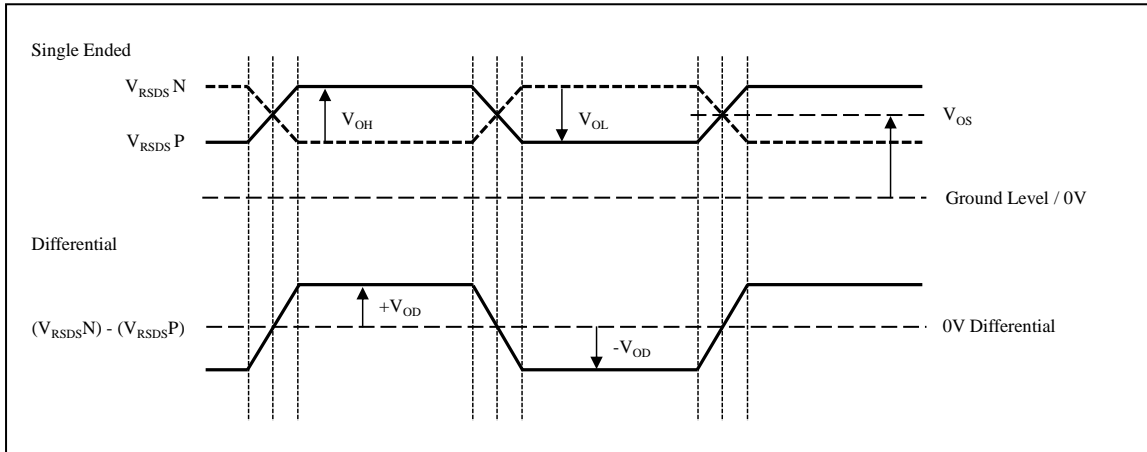 Single Ended
VRSDS N
VOH
VOL
VOS
VRSDS P
Ground Level / 0V
Differential
+VOD
(VRSDSN) - (VRSDSP)
0V Differential
-VOD